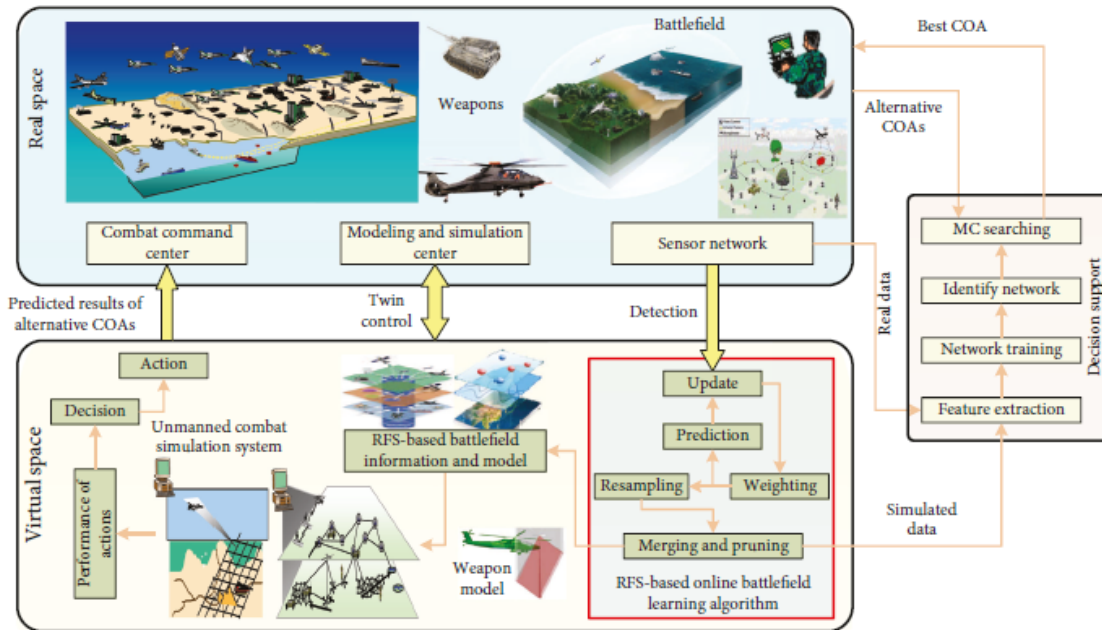 Real space
Weapons
Battlefield
Combat command
center
Modeling and simulation
center
Sensor network
Best COA
Alternative
COAs
MC searching
Identify network
Network training
Feature extraction
Decision support
Real data
Predicted results of
alternative COAs
Twin
control
Detection
Virtual space
Action
Decision
Performance of
actions
Unmanned combat
simulation system
RFS-based battlefield
information and model
Weapon
model
Update
Prediction
Resampling
Weighting
Merging and pruning
RFS-based online battlefield
learning algorithm
Simulated
data